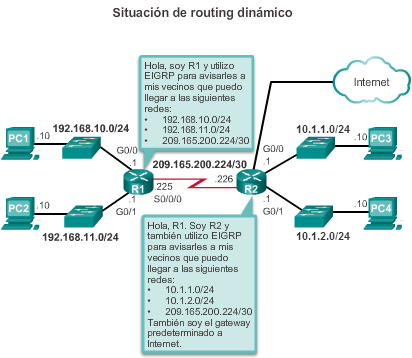 Situación de routing dinámico
Hola, soy R1 y utilizo
EIGRP para avisarles a
mis vecinos que puedo
llegar a las siguientes
redes:
• 192.168.10.0/24
• 192.168.11.0/24
• 209.165.200.224/30
Internet
PC1
.10
192.168.10.0/24
G0/0
.1
209.165.200.224/30
10.1.1.0/24
.10
PC3
G0/0
.1
R1
.225
S0/0/0
.226
R2
.1
G0/1
PC2
.10
192.168.11.0/24
.1
G0/1
.10
PC4
10.1.2.0/24
Hola, R1. Soy R2 y
también utilizo EIGRP
para avisarles a mis
vecinos que puedo
llegar a las siguientes
redes:
• 10.1.1.0/24
• 10.1.2.0/24
• 209.165.200.224/30
También soy el gateway
predeterminado a
Internet.